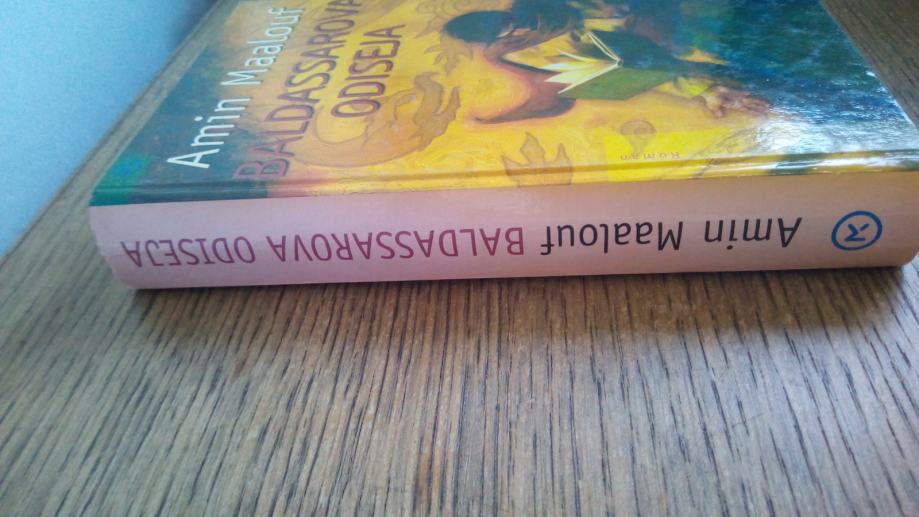 Amin Maalouf
BALDASSAROVA
ODISEJA
Roman
Amin Maalouf BALDASSAROVA ODISEJA